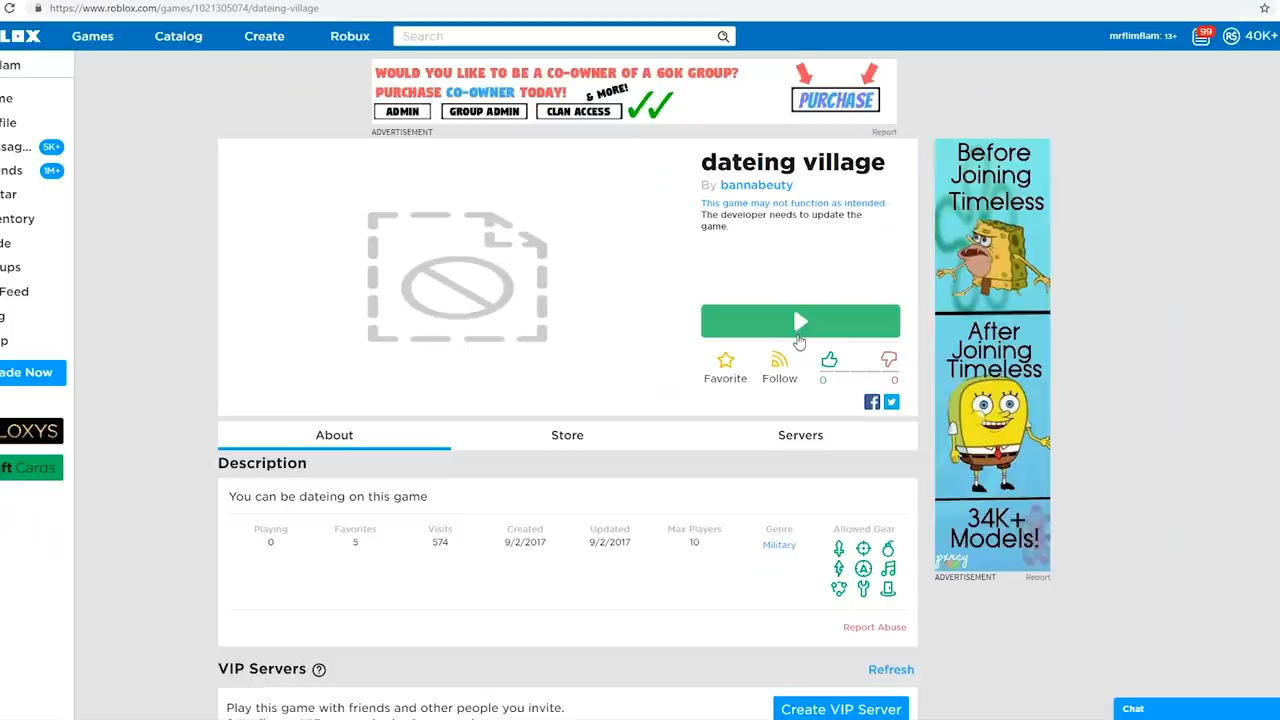 https://www.roblox.com/games/1021305074/dateing-village
LOX Games Catalog Create Robux Search mrflimflam: 13+ 99 R$ 40K+
lam
me
file
ssag... 5K+
ends 1M+
tar
entory
de
ups
Feed
g
p
ade Now
LOXYS
ft Cards
WOULD YOU LIKE TO BE A CO-OWNER OF A 60K GROUP?
PURCHASE CO-OWNER TODAY! & MORE!
ADMIN GROUP ADMIN CLAN ACCESS PURCHASE
ADVERTISEMENT Report
dateing village
By bannabeuty
This game may not function as intended.
The developer needs to update the
game.
Favorite Follow 0 0
About Store Servers
Description
You can be dateing on this game
Playing Favorites Visits Created Updated Max Players Genre Allowed Gear
0 5 574 9/2/2017 9/2/2017 10 Military
Report Abuse
VIP Servers ? Refresh
Play this game with friends and other people you invite.
Create VIP Server
Before
Joining
Timeless
After
Joining
Timeless
34K+
Models!
pxncy
ADVERTISEMENT Report
Chat